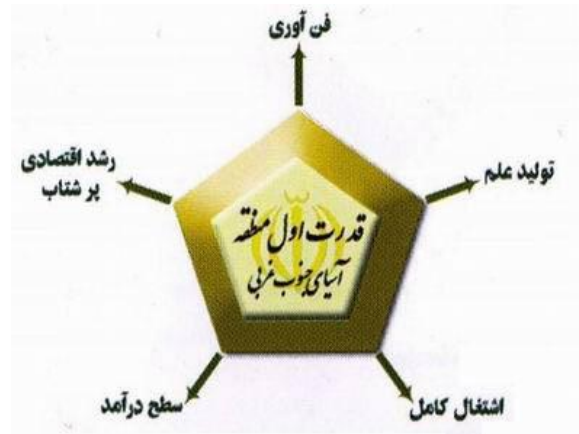 فن آوری
تولید علم
رشد اقتصادی
پر شتاب
قدرت اول منطقه
آسیای جنوب غربی
سطح درآمد
اشتغال کامل